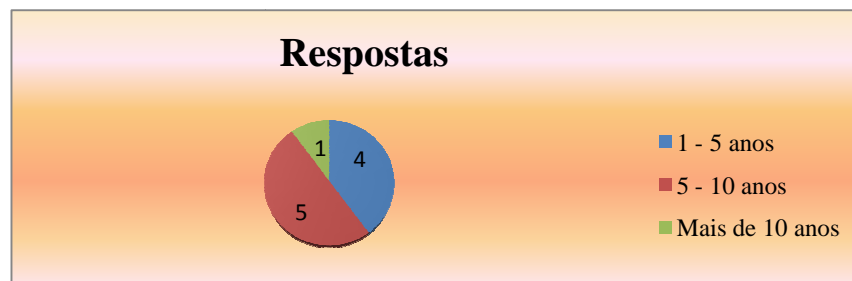 Respostas
1
4
5
1 - 5 anos
5 - 10 anos
Mais de 10 anos